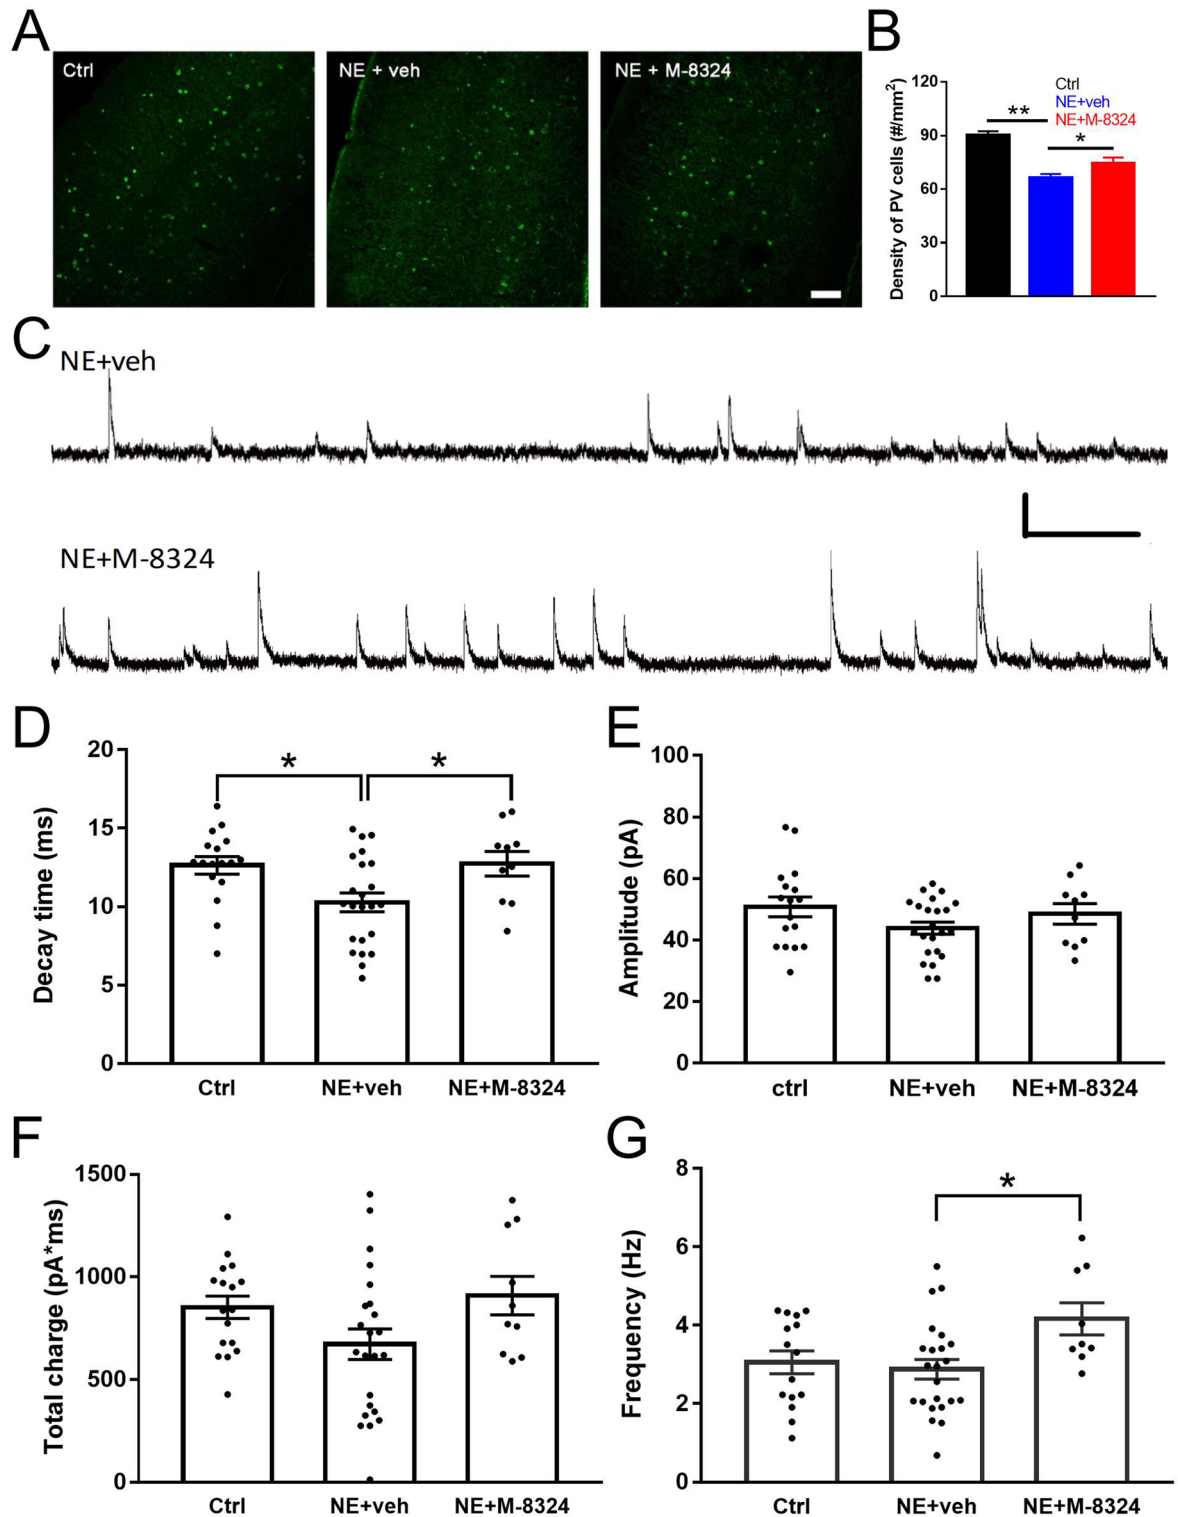 A
B
Ctrl
NE + veh
NE + M-8324
Density of PV cells (#/mm²)
120
90
60
30
0
Ctrl
NE+veh
NE+M-8324
**
*
C
NE+veh
NE+M-8324
D
Decay time (ms)
20
15
10
5
0
*
*
Ctrl
NE+veh
NE+M-8324
E
Amplitude (pA)
100
80
60
40
20
0
ctrl
NE+veh
NE+M-8324
F
Total charge (pA*ms)
1500
1000
500
0
Ctrl
NE+veh
NE+M-8324
G
Frequency (Hz)
8
6
4
2
0
*
Ctrl
NE+veh
NE+M-8324